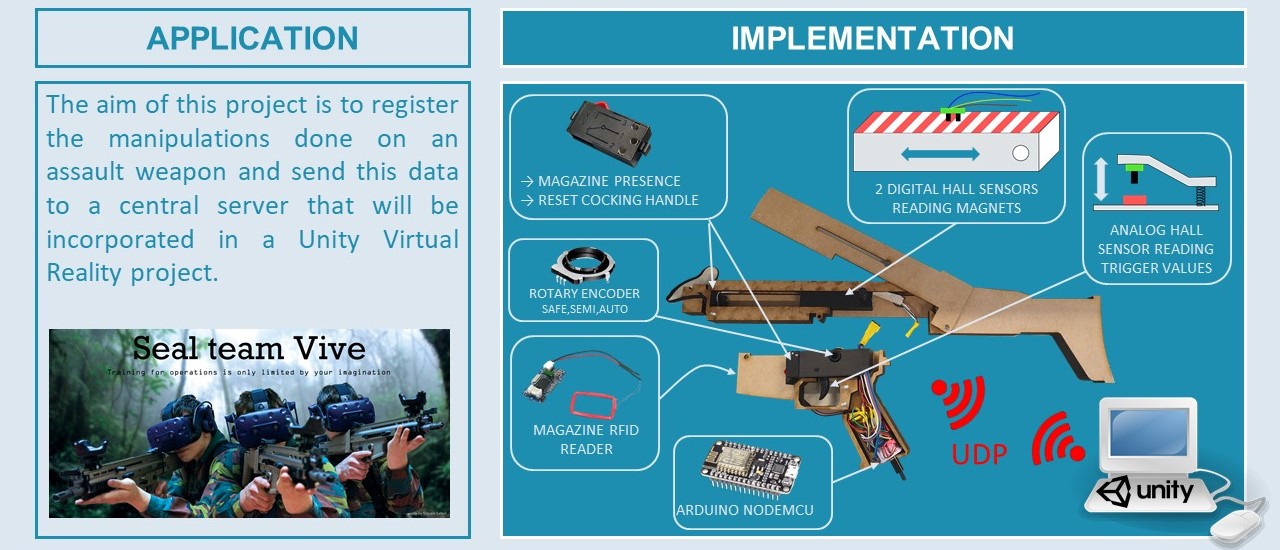 APPLICATION
The aim of this project is to register
the manipulations done on an
assault weapon and send this data
to a central server that will be
incorporated in a Unity Virtual
Reality project.
Seal team Vive
Training for operations is only limited by your imagination
IMPLEMENTATION
→ MAGAZINE PRESENCE
→ RESET COCKING HANDLE
2 DIGITAL HALL SENSORS
READING MAGNETS
ANALOG HALL
SENSOR READING
TRIGGER VALUES
ROTARY ENCODER
SAFE,SEMI,AUTO
MAGAZINE RFID
READER
ARDUINO NODEMCU
UDP
unity